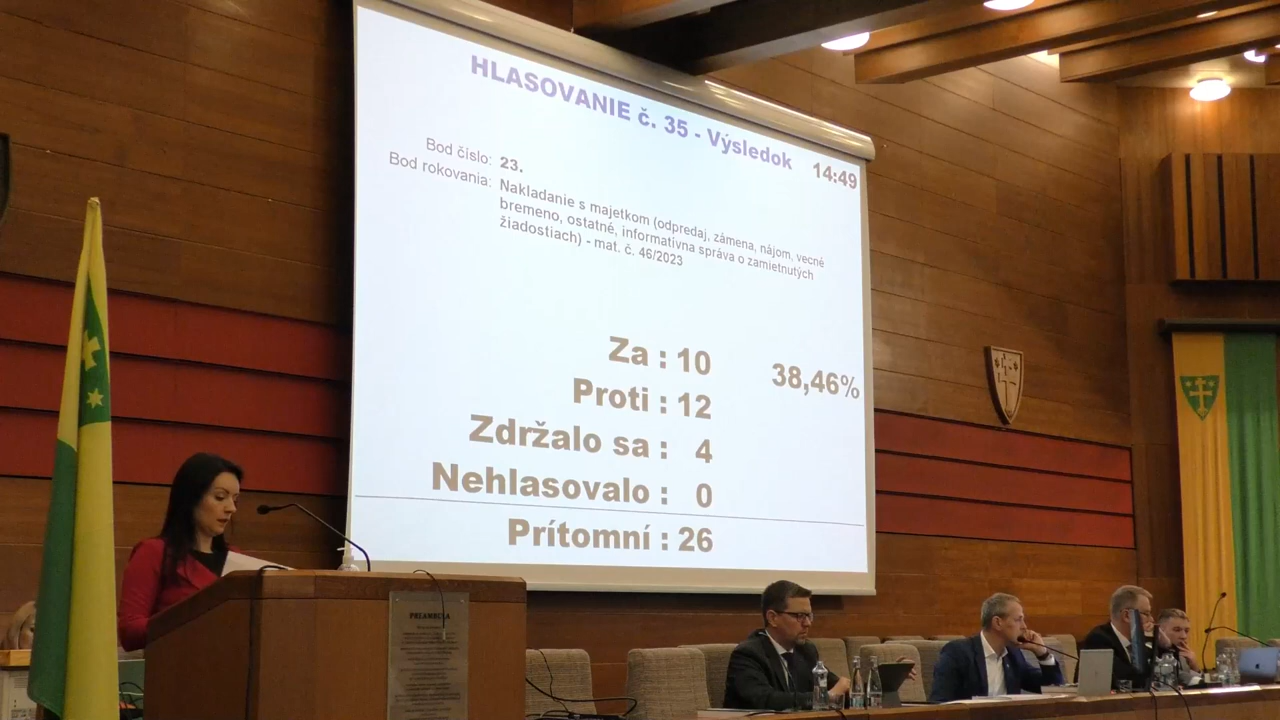 HLASOVANIE č. 35 - Výsledok 14:49
Bod číslo: 23.
Bod rokovania: Nakladanie s majetkom (odpredaj, zámena, nájom, vecné
bremeno, ostatné, informatívna správa o zamietnutých
žiadostiach) - mat. č. 46/2023
Za : 10 38,46%
Proti : 12
Zdržalo sa : 4
Nehlasovalo : 0
Prítomní : 26
PREAMBULA